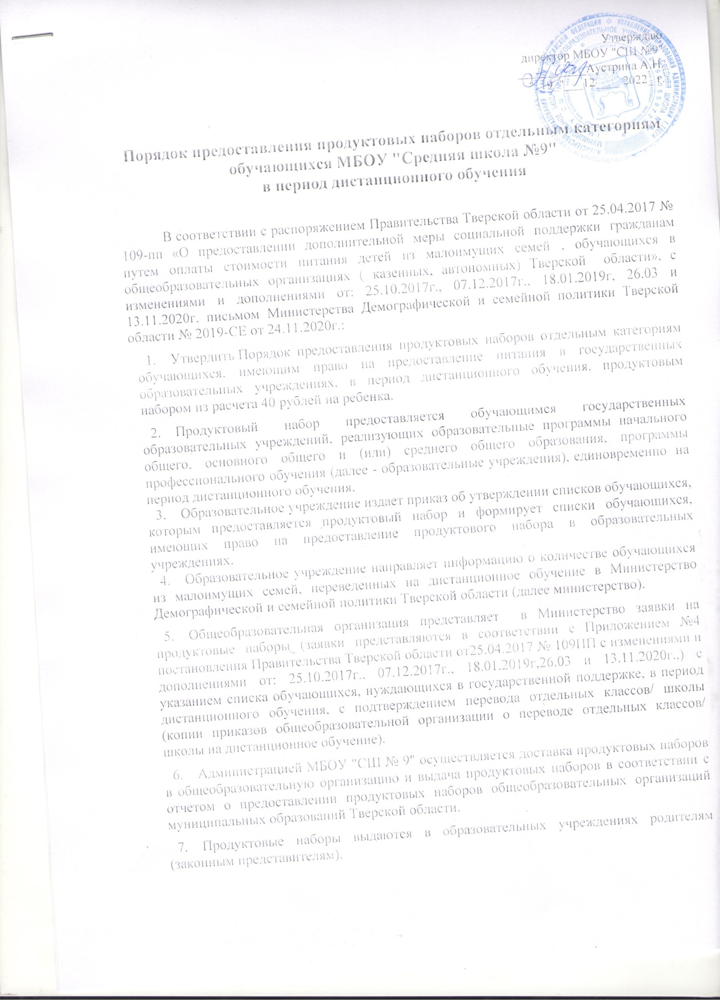 Утверждаю
директор МБОУ "СШ №9"
Аустрина А.Н.
" 19 " 12 2022 г.
Порядок предоставления продуктовых наборов отдельным категориям
обучающихся МБОУ "Средняя школа №9"
в период дистанционного обучения
В соответствии с распоряжением Правительства Тверской области от 25.04.2017 №
109-пп «О предоставлении дополнительной меры социальной поддержки гражданам
путем оплаты стоимости питания детей из малоимущих семей , обучающихся в
общеобразовательных организациях ( казенных, автономных) Тверской области», с
изменениями и дополнениями от: 25.10.2017г., 07.12.2017г., 18.01.2019г, 26.03 и
13.11.2020г, письмом Министерства Демографической и семейной политики Тверской
области № 2019-СЕ от 24.11.2020г.:
1. Утвердить Порядок предоставления продуктовых наборов отдельным категориям
обучающихся, имеющим право на предоставление питания в государственных
образовательных учреждениях, в период дистанционного обучения, продуктовым
набором из расчета 40 рублей на ребенка.
2. Продуктовый набор предоставляется обучающимся государственных
образовательных учреждений, реализующих образовательные программы начального
общего, основного общего и (или) среднего общего образования, программы
профессионального обучения (далее - образовательные учреждения), единовременно на
период дистанционного обучения.
3. Образовательное учреждение издает приказ об утверждении списков обучающихся,
которым предоставляется продуктовый набор и формирует списки обучающихся,
имеющих право на предоставление продуктового набора в образовательных
учреждениях.
4. Образовательное учреждение направляет информацию о количестве обучающихся
из малоимущих семей, переведенных на дистанционное обучение в Министерство
Демографической и семейной политики Тверской области (далее министерство).
5. Общеобразовательная организация представляет в Министерство заявки на
продуктовые наборы (заявки представляются в соответствии с Приложением №4
постановления Правительства Тверской области от25.04.2017 № 109ПП с изменениями и
дополнениями от: 25.10.2017г., 07.12.2017г., 18.01.2019г,26.03 и 13.11.2020г.,) с
указанием списка обучающихся, нуждающихся в государственной поддержке, в период
дистанционного обучения, с подтверждением перевода отдельных классов/ школы
(копии приказов общеобразовательной организации о переводе отдельных классов/
школы на дистанционное обучение).
6. Администрацией МБОУ "СШ № 9" осуществляется доставка продуктовых наборов
в общеобразовательную организацию и выдача продуктовых наборов в соответствии с
отчетом о предоставлении продуктовых наборов общеобразовательных организаций
муниципальных образований Тверской области.
7. Продуктовые наборы выдаются в образовательных учреждениях родителям
(законным представителям).